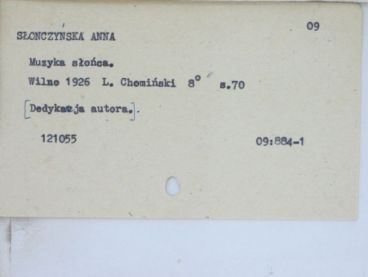 09
SŁONCZYŃSKA ANNA
Muzyka słońca.
Wilno 1926 L. Chomiński 8° s.70
[Dedykacja autora.]
121055 09:884-1